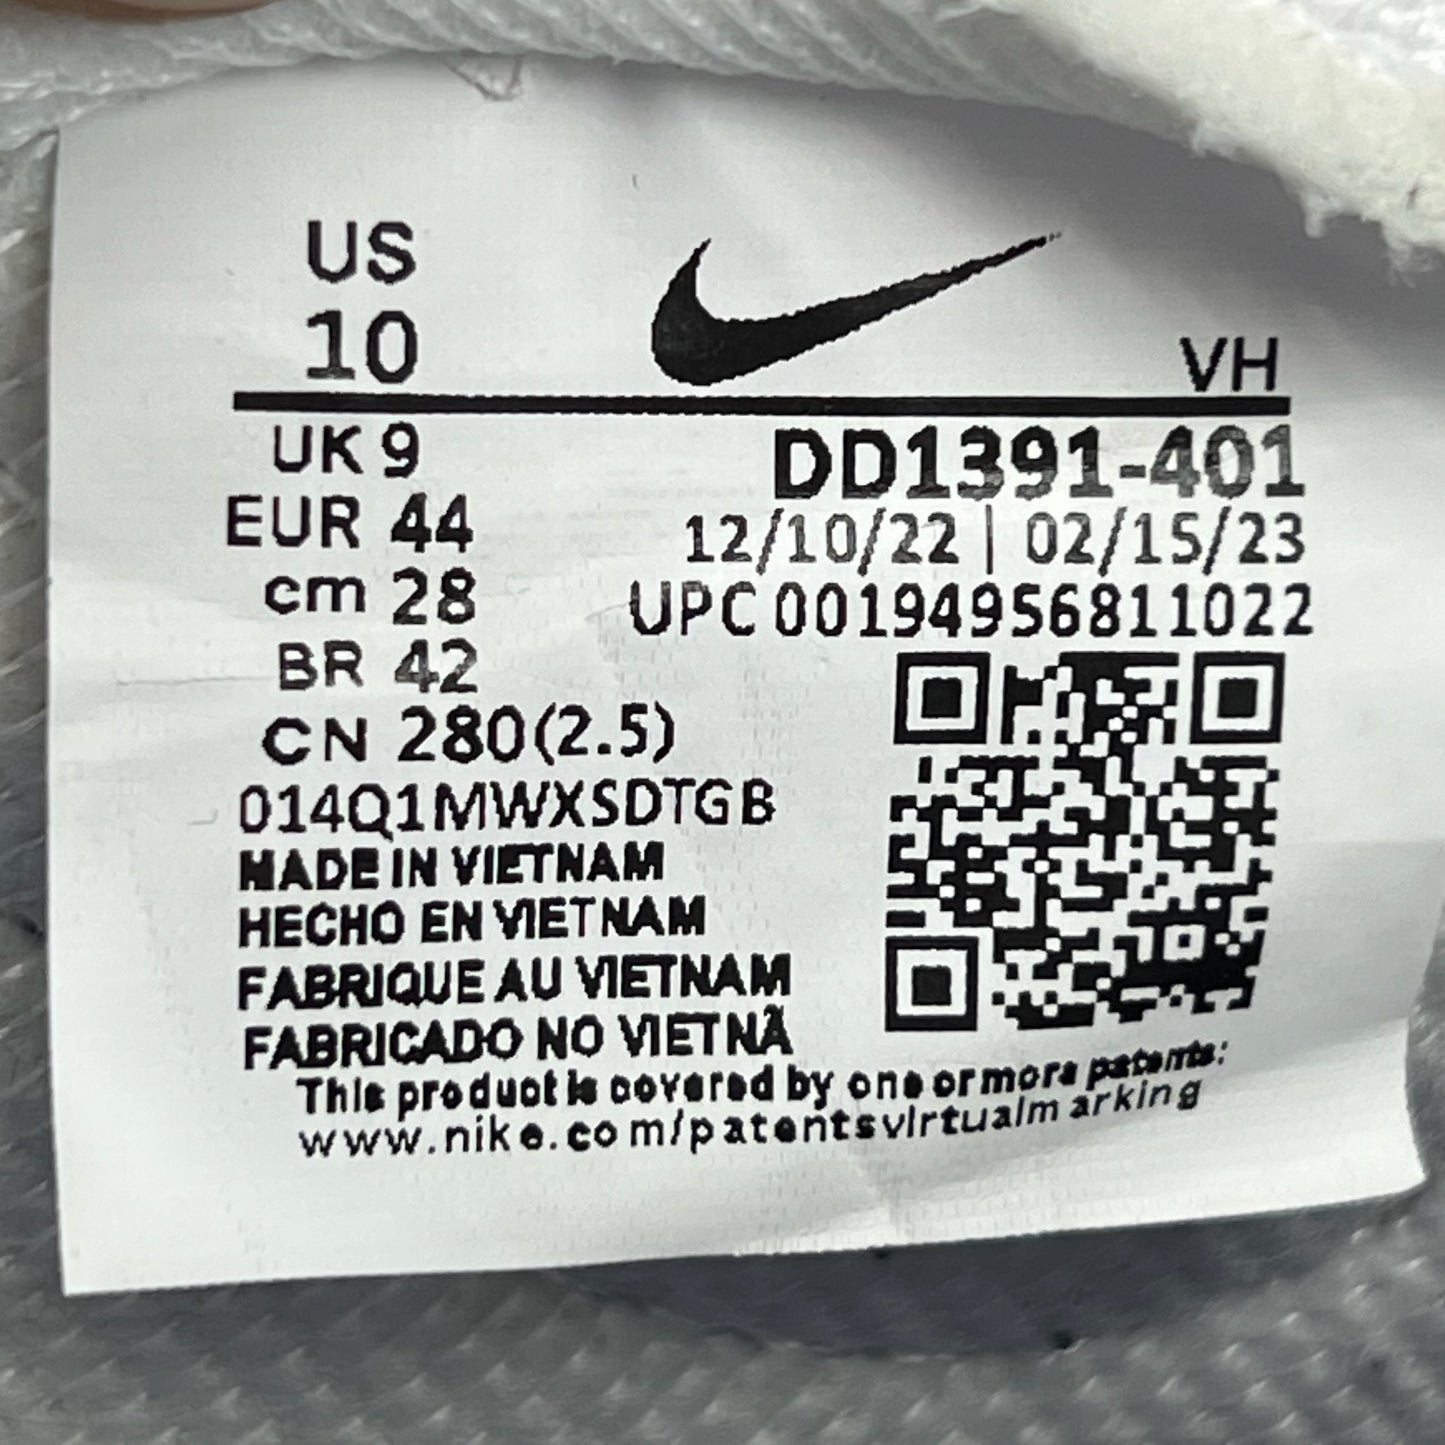 US
10
VH
UK 9
DD1391-401
EUR 44
12/10/22 | 02/15/23
cm 28
UPC 00194956811022
BR 42
CN 280(2.5)
014Q1MWXSDTGB
MADE IN VIETNAM
HECHO EN VIETNAM
FABRIQUE AU VIETNAM
FABRICADO NO VIETNÃ
This product is covered by one or more patents:
www.nike.com/patentsvirtualmarking